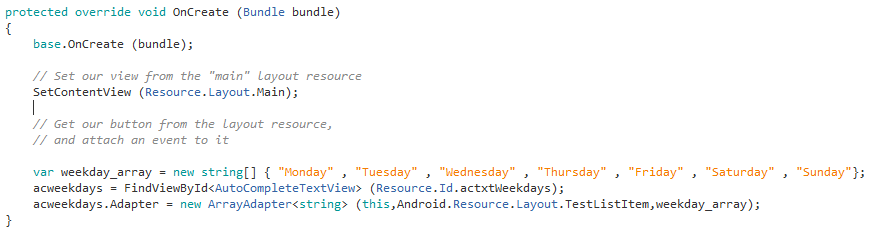 protected override void OnCreate (Bundle bundle)
{
    base.OnCreate (bundle);

    // Set our view from the "main" layout resource
    SetContentView (Resource.Layout.Main);

    // Get our button from the layout resource,
    // and attach an event to it

    var weekday_array = new string[] { "Monday" , "Tuesday" , "Wednesday" , "Thursday" , "Friday" , "Saturday" , "Sunday"};
    acweekdays = FindViewById<AutoCompleteTextView> (Resource.Id.actxtWeekdays);
    acweekdays.Adapter = new ArrayAdapter<string> (this,Android.Resource.Layout.TestListItem,weekday_array);
}